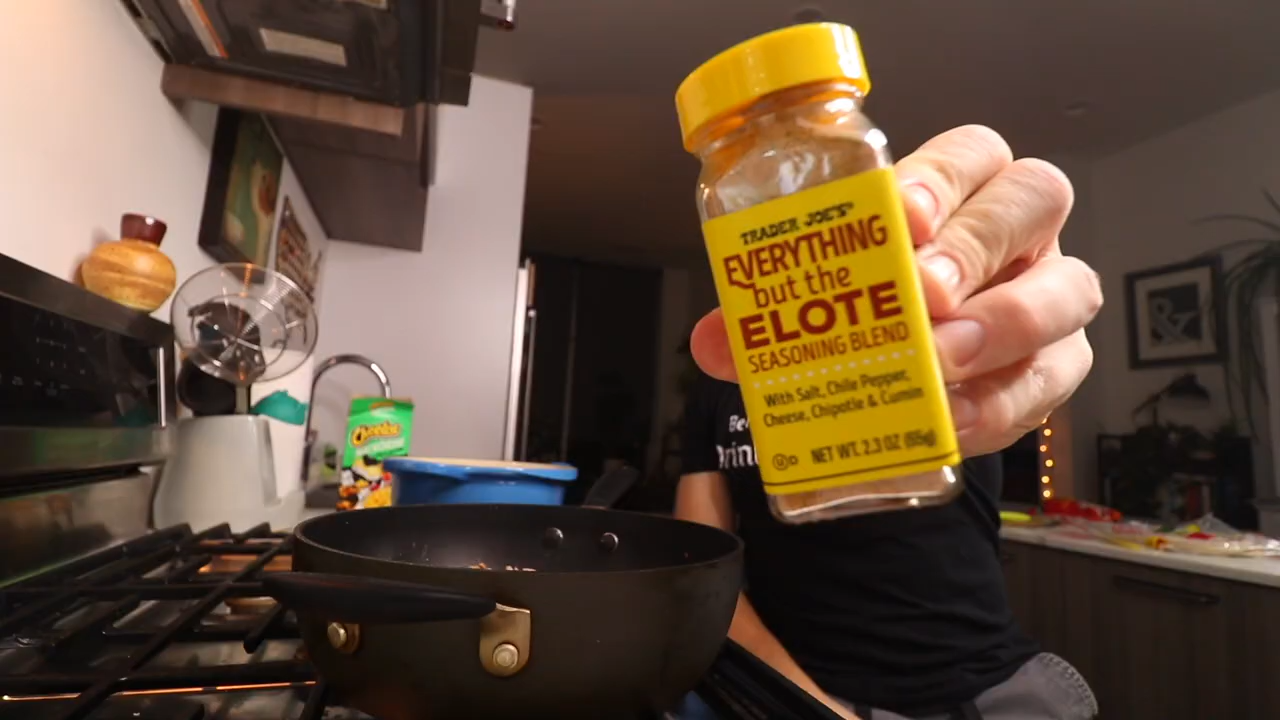 TRADER JOE'S
EVERYTHING
but the
ELOTE
SEASONING BLEND
With Salt, Chile Pepper,
Cheese, Chipotle & Cumin
NET WT. 2.3 OZ (65g)
Cheetos
&